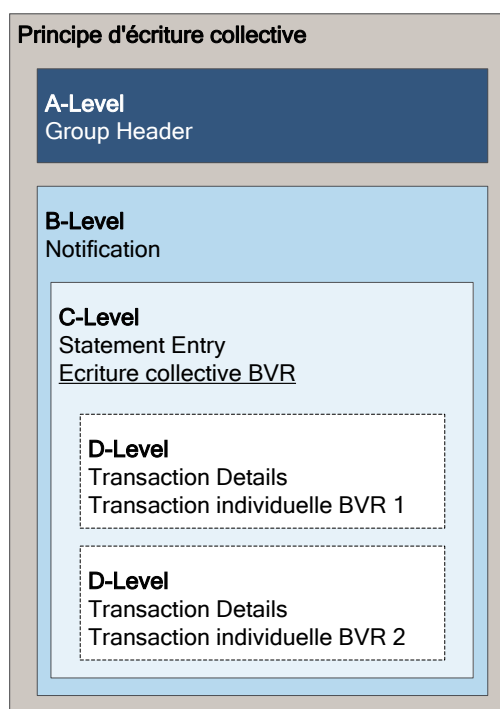 Principe d'écriture collective
A-Level
Group Header
B-Level
Notification
C-Level
Statement Entry
Ecriture collective BVR
D-Level
Transaction Details
Transaction individuelle BVR 1
D-Level
Transaction Details
Transaction individuelle BVR 2